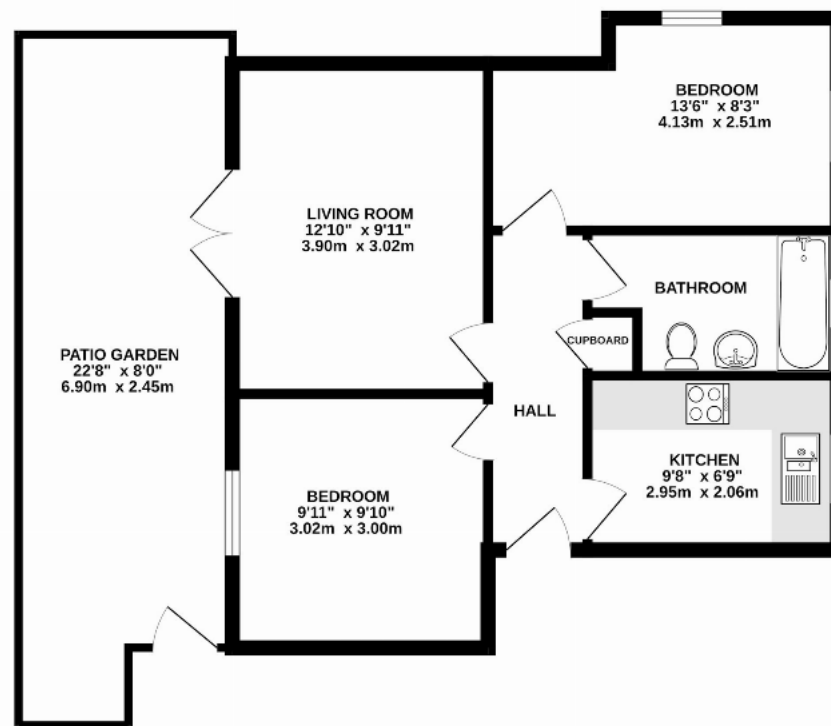 BEDROOM
13'6" x 8'3"
4.13m x 2.51m
LIVING ROOM
12'10" x 9'11"
3.90m x 3.02m
BATHROOM
CUPBOARD
PATIO GARDEN
22'8" x 8'0"
6.90m x 2.45m
HALL
KITCHEN
9'8" x 6'9"
2.95m x 2.06m
BEDROOM
9'11" x 9'10"
3.02m x 3.00m